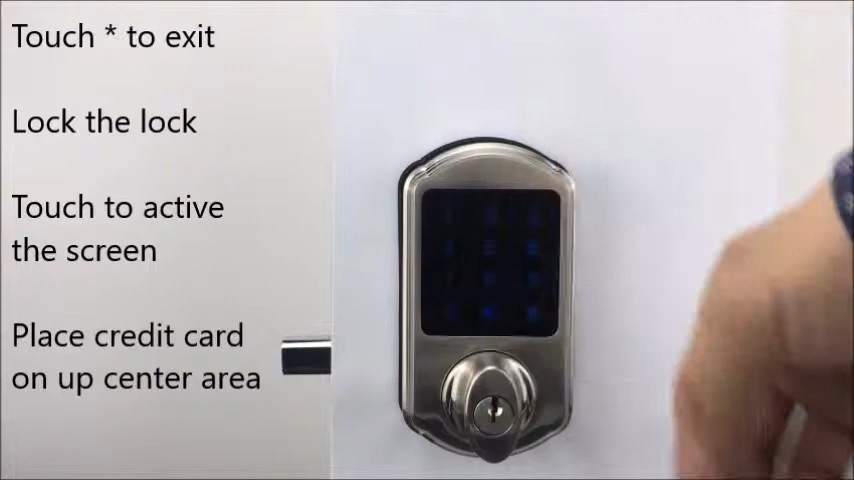 Touch * to exit
Lock the lock
Touch to active
the screen
Place credit card
on up center area